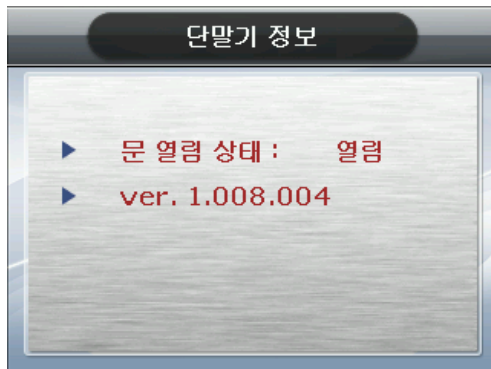 단말기 정보
문 열림 상태 : 열림
ver. 1.008.004